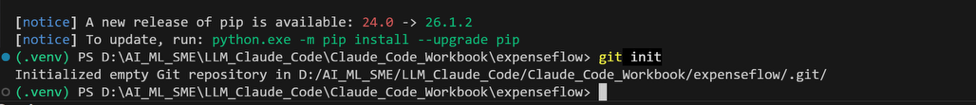 [notice] A new release of pip is available: 24.0 -> 26.1.2
[notice] To update, run: python.exe -m pip install --upgrade pip
(.venv) PS D:\AI_ML_SME\LLM_Claude_Code\Claude_Code_Workbook\expenseflow> git init
Initialized empty Git repository in D:/AI_ML_SME/LLM_Claude_Code/Claude_Code_Workbook/expenseflow/.git/
(.venv) PS D:\AI_ML_SME\LLM_Claude_Code\Claude_Code_Workbook\expenseflow>